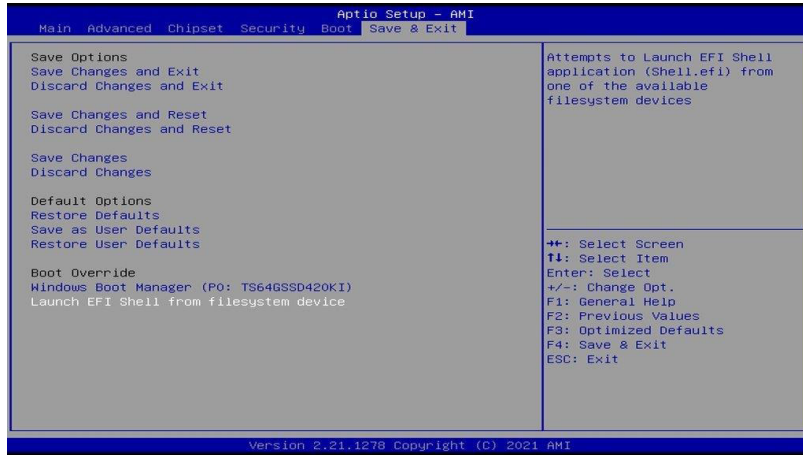 Aptio Setup – AMI
Main Advanced Chipset Security Boot Save & Exit
Save Options
Save Changes and Exit
Discard Changes and Exit
Save Changes and Reset
Discard Changes and Reset
Save Changes
Discard Changes
Default Options
Restore Defaults
Save as User Defaults
Restore User Defaults
Boot Override
Windows Boot Manager (P0: TS64GSSD420KI)
Launch EFI Shell from filesystem device
Attempts to Launch EFI Shell
application (Shell.efi) from
one of the available
filesystem devices
→←: Select Screen
↑↓: Select Item
Enter: Select
+/-: Change Opt.
F1: General Help
F2: Previous Values
F3: Optimized Defaults
F4: Save & Exit
ESC: Exit
Version 2.21.1278 Copyright (C) 2021 AMI